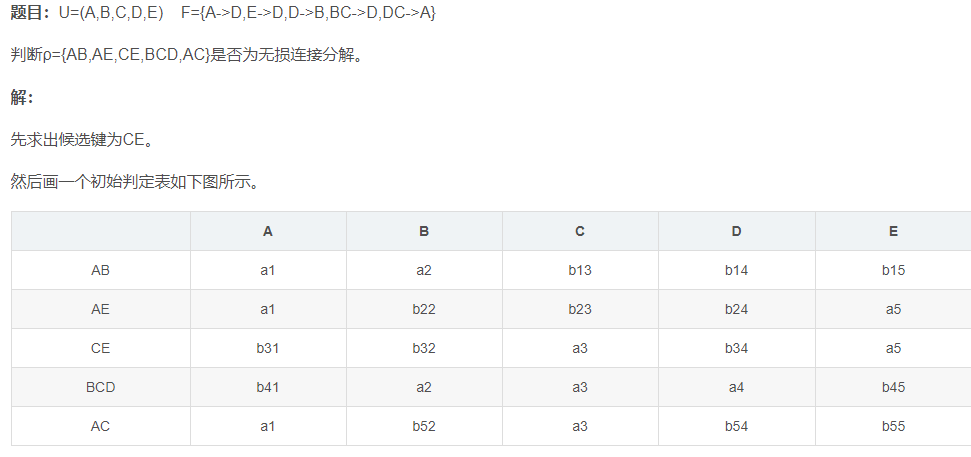 题目：U=(A,B,C,D,E) F={A->D,E->D,D->B,BC->D,DC->A}
判断ρ={AB,AE,CE,BCD,AC}是否为无损连接分解。
解：
先求出候选键为CE。
然后画一个初始判定表如下图所示。
A B C D E
AB a1 a2 b13 b14 b15
AE a1 b22 b23 b24 a5
CE b31 b32 a3 b34 a5
BCD b41 a2 a3 a4 b45
AC a1 b52 a3 b54 b55